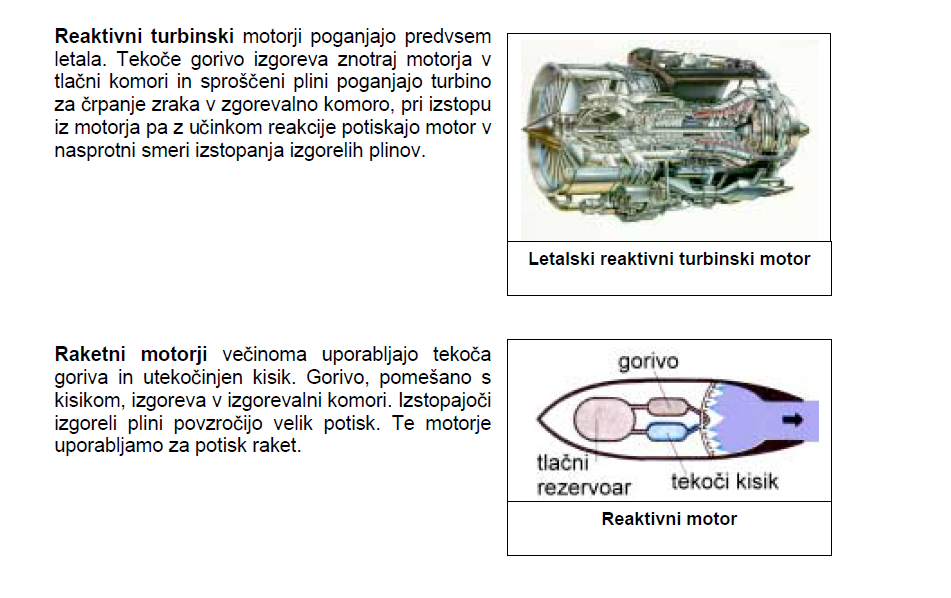 Reaktivni turbinski motorji poganjajo predvsem
letala. Tekoče gorivo izgoreva znotraj motorja v
tlačni komori in sproščeni plini poganjajo turbino
za črpanje zraka v zgorevalno komoro, pri izstopu
iz motorja pa z učinkom reakcije potiskajo motor v
nasprotni smeri izstopanja izgorelih plinov.
Letalski reaktivni turbinski motor
Raketni motorji večinoma uporabljajo tekoča
goriva in utekočinjen kisik. Gorivo, pomešano s
kisikom, izgoreva v izgorevalni komori. Izstopajoči
izgoreli plini povzročijo velik potisk. Te motorje
uporabljamo za potisk raket.
gorivo
tlačni
rezervoar
tekoči kisik
Reaktivni motor